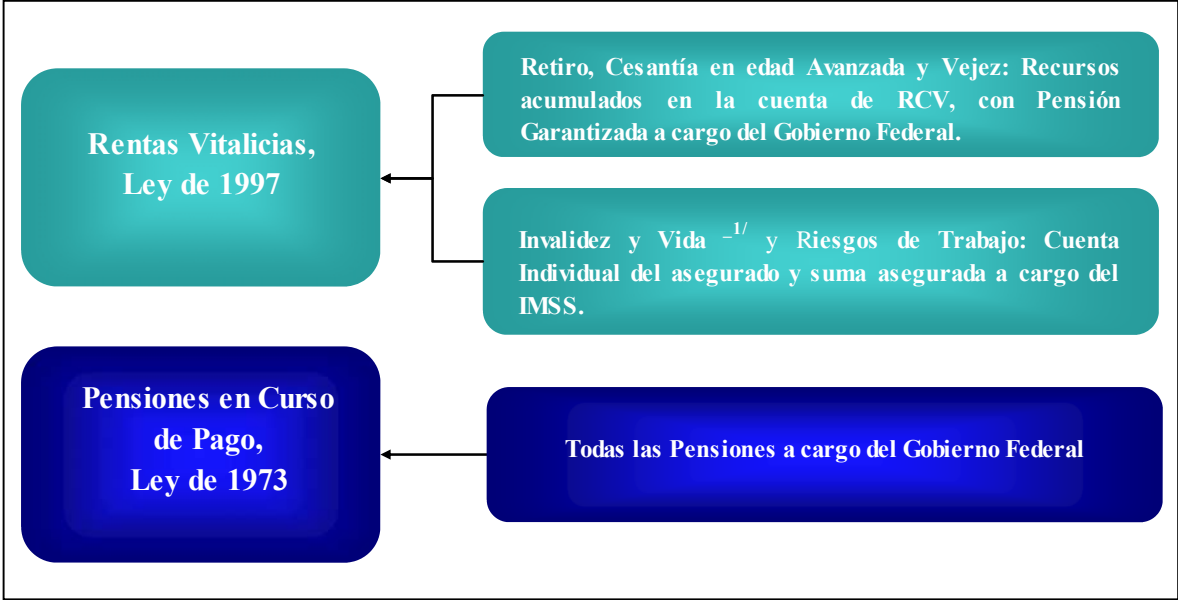 Rentas Vitalicias,
Ley de 1997
Retiro, Cesantía en edad Avanzada y Vejez: Recursos
acumulados en la cuenta de RCV, con Pensión
Garantizada a cargo del Gobierno Federal.
Invalidez y Vida –1/ y Riesgos de Trabajo: Cuenta
Individual del asegurado y suma asegurada a cargo del
IMSS.
Pensiones en Curso
de Pago,
Ley de 1973
Todas las Pensiones a cargo del Gobierno Federal